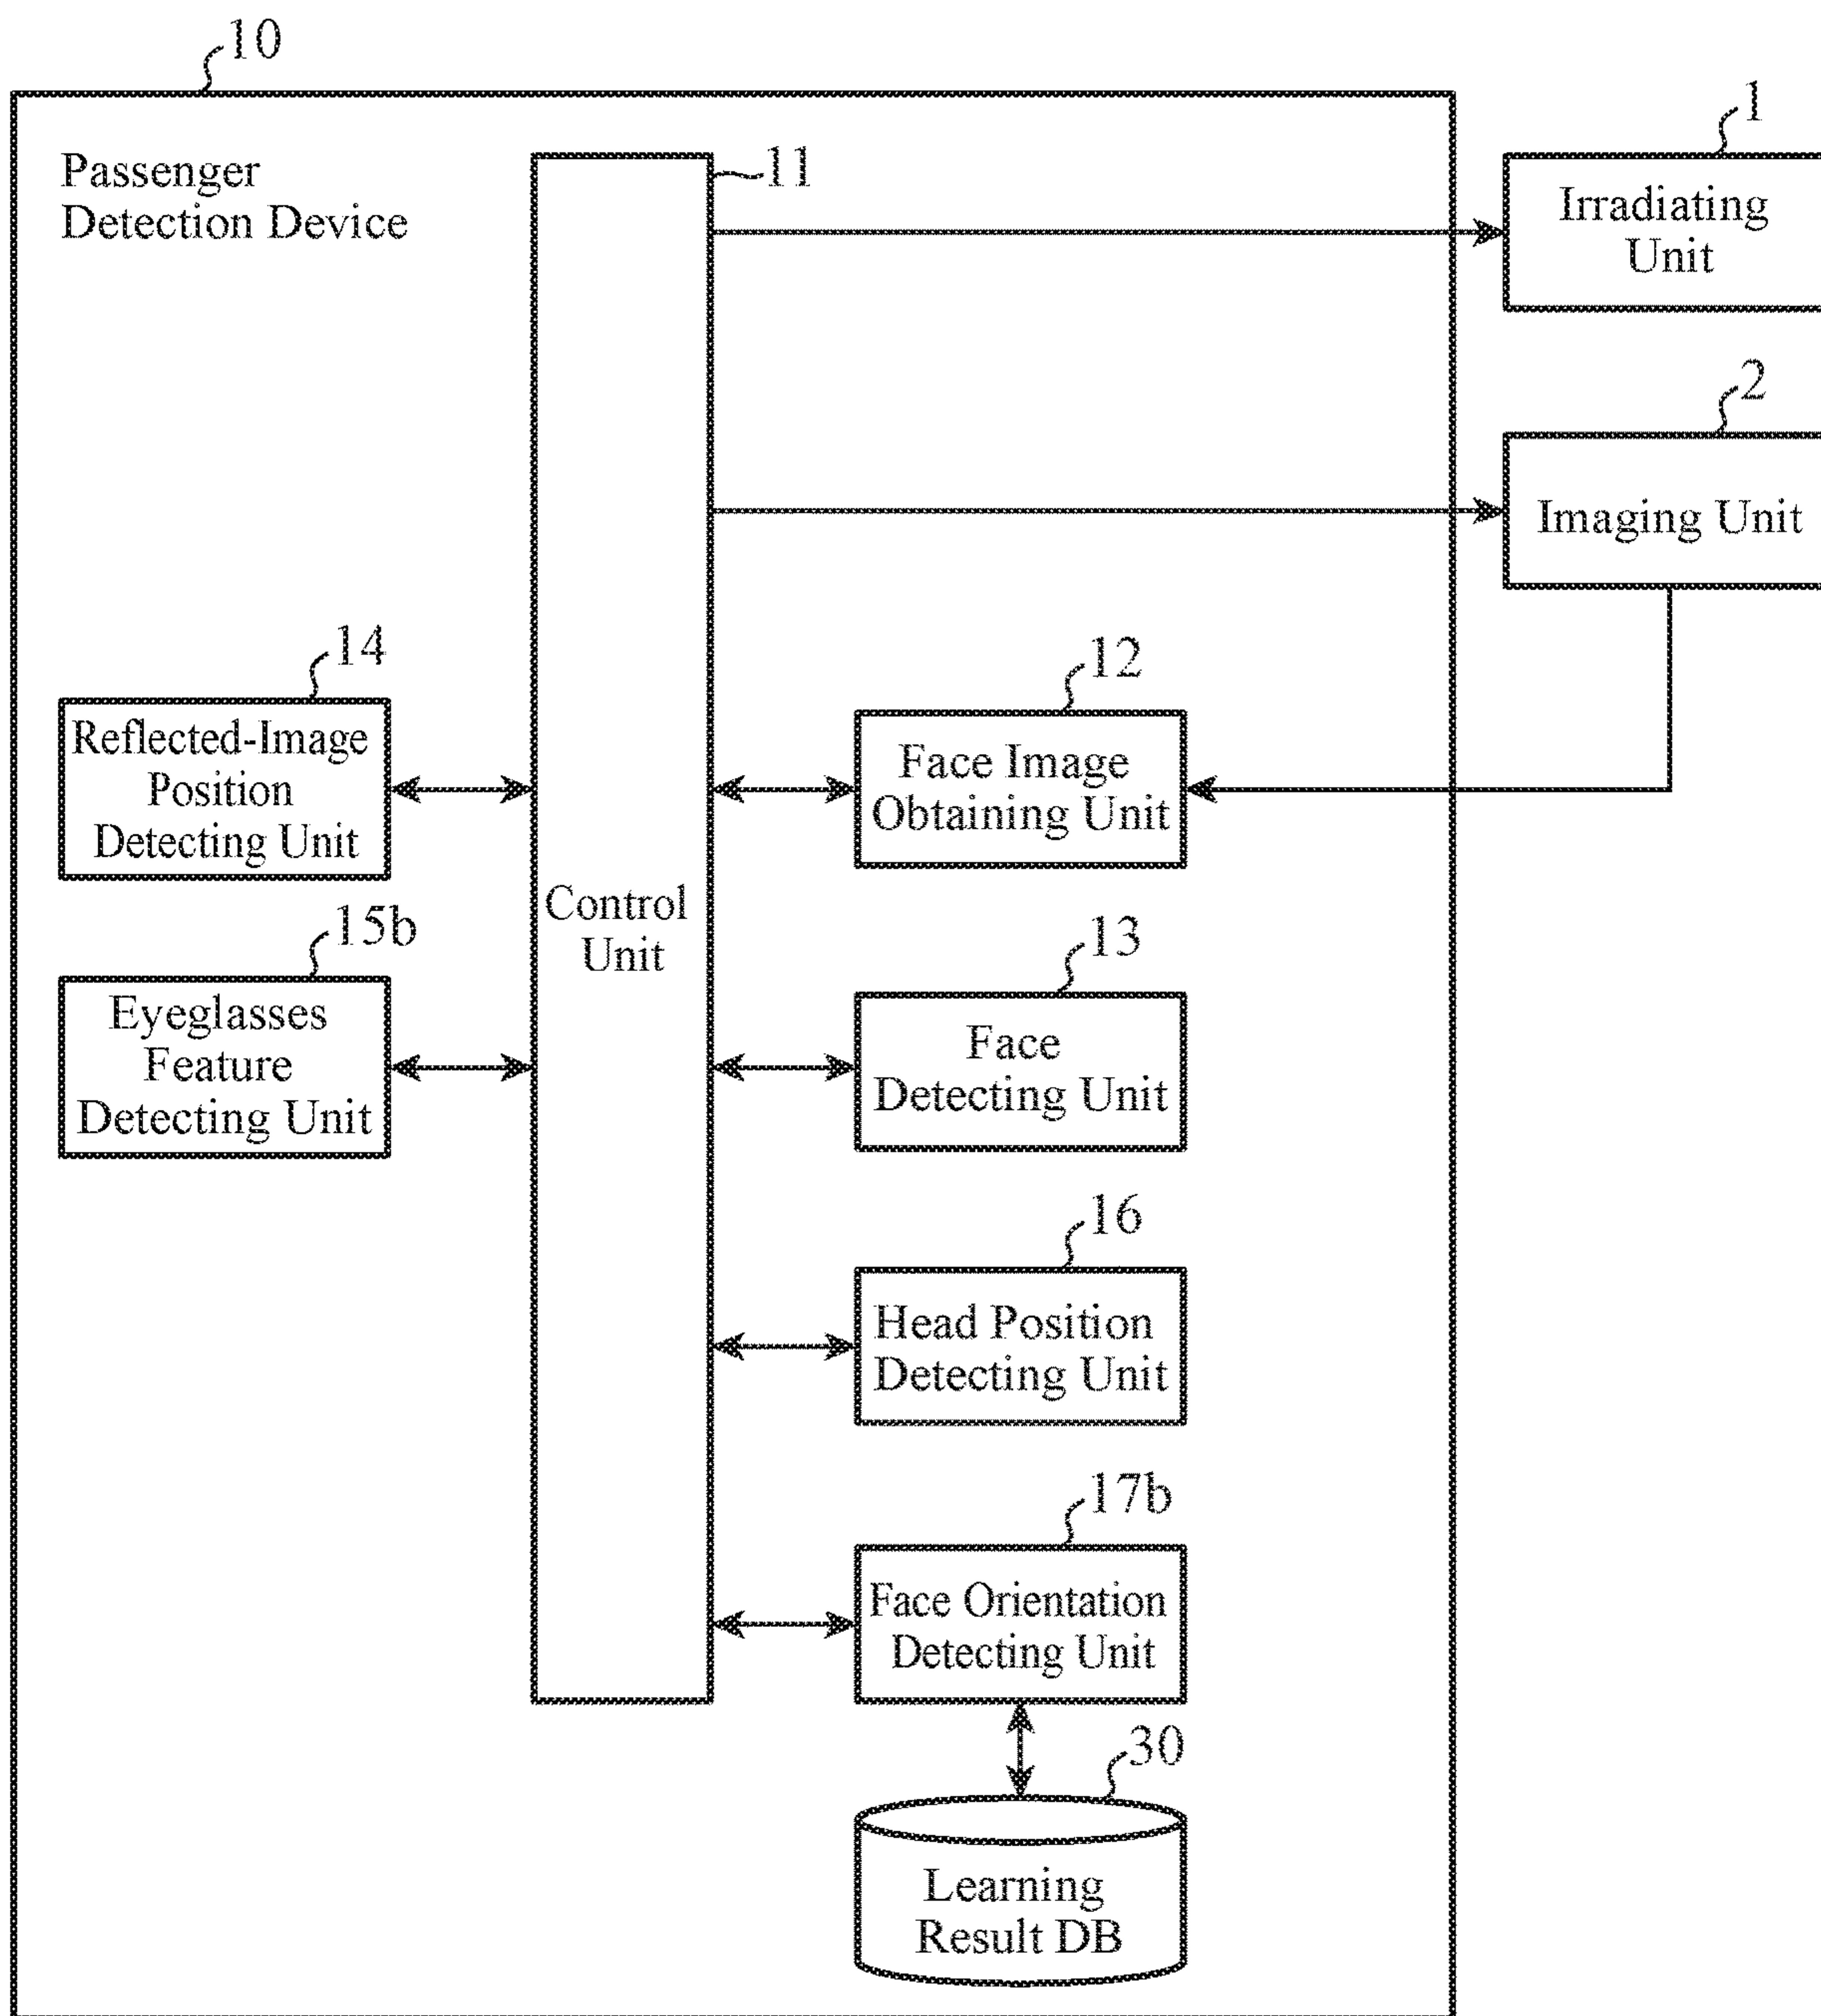 10
Passenger
Detection Device
11
1
Irradiating
Unit
2
Imaging Unit
14
Reflected-Image
Position
Detecting Unit
12
Face Image
Obtaining Unit
Control
Unit
15b
Eyeglasses
Feature
Detecting Unit
13
Face
Detecting Unit
16
Head Position
Detecting Unit
17b
Face Orientation
Detecting Unit
30
Learning
Result DB